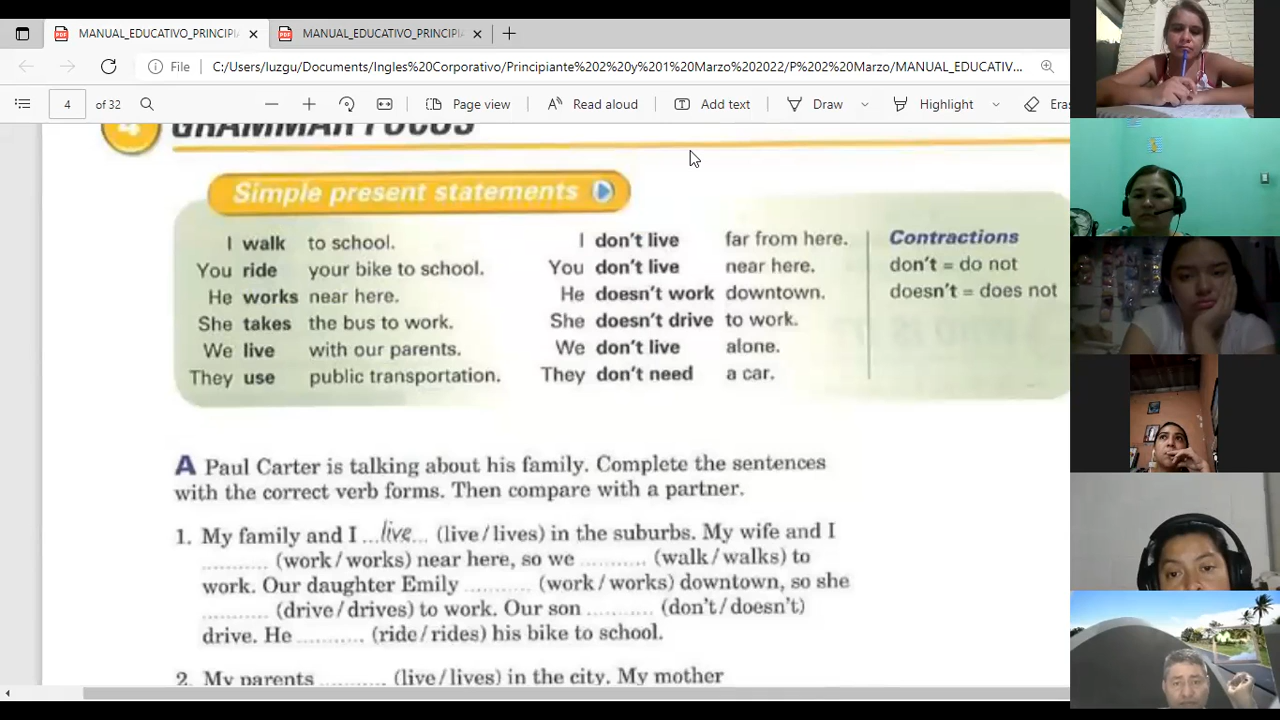 MANUAL_EDUCATIVO_PRINCIPI
MANUAL_EDUCATIVO_PRINCIPI
File C:/Users/luzgu/Documents/Ingles%20Corporativo/Principiante%202%20y%201%20Marzo%202022/P%202%20Marzo/MANUAL_EDUCATIV...
4 of 32 Page view Read aloud Add text Draw Highlight Eras
GRAMMAR FOCUS
Simple present statements
I walk to school. I don't live far from here. Contractions
You ride your bike to school. You don't live near here. don't = do not
He works near here. He doesn't work downtown. doesn't = does not
She takes the bus to work. She doesn't drive to work.
We live with our parents. We don't live alone.
They use public transportation. They don't need a car.
A Paul Carter is talking about his family. Complete the sentences
with the correct verb forms. Then compare with a partner.
1. My family and I ...live... (live/lives) in the suburbs. My wife and I
........... (work/works) near here, so we ........... (walk/walks) to
work. Our daughter Emily ........... (work/works) downtown, so she
........... (drive/drives) to work. Our son ........... (don't/doesn't)
drive. He ........... (ride/rides) his bike to school.
2. My parents ........... (live/lives) in the city. My mother